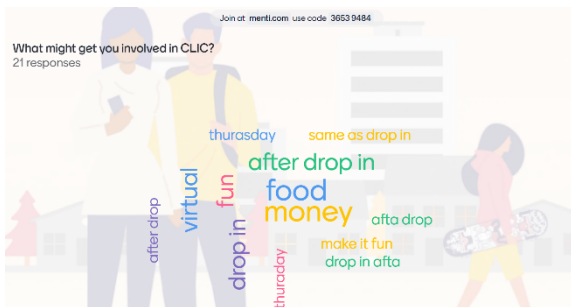 Join at menti.com use code 3653 9484
What might get you involved in CLIC?
21 responses
thurasday
same as drop in
after drop in
virtual
fun
food
money
after drop
drop in
afta drop
make it fun
drop in afta
thuraday